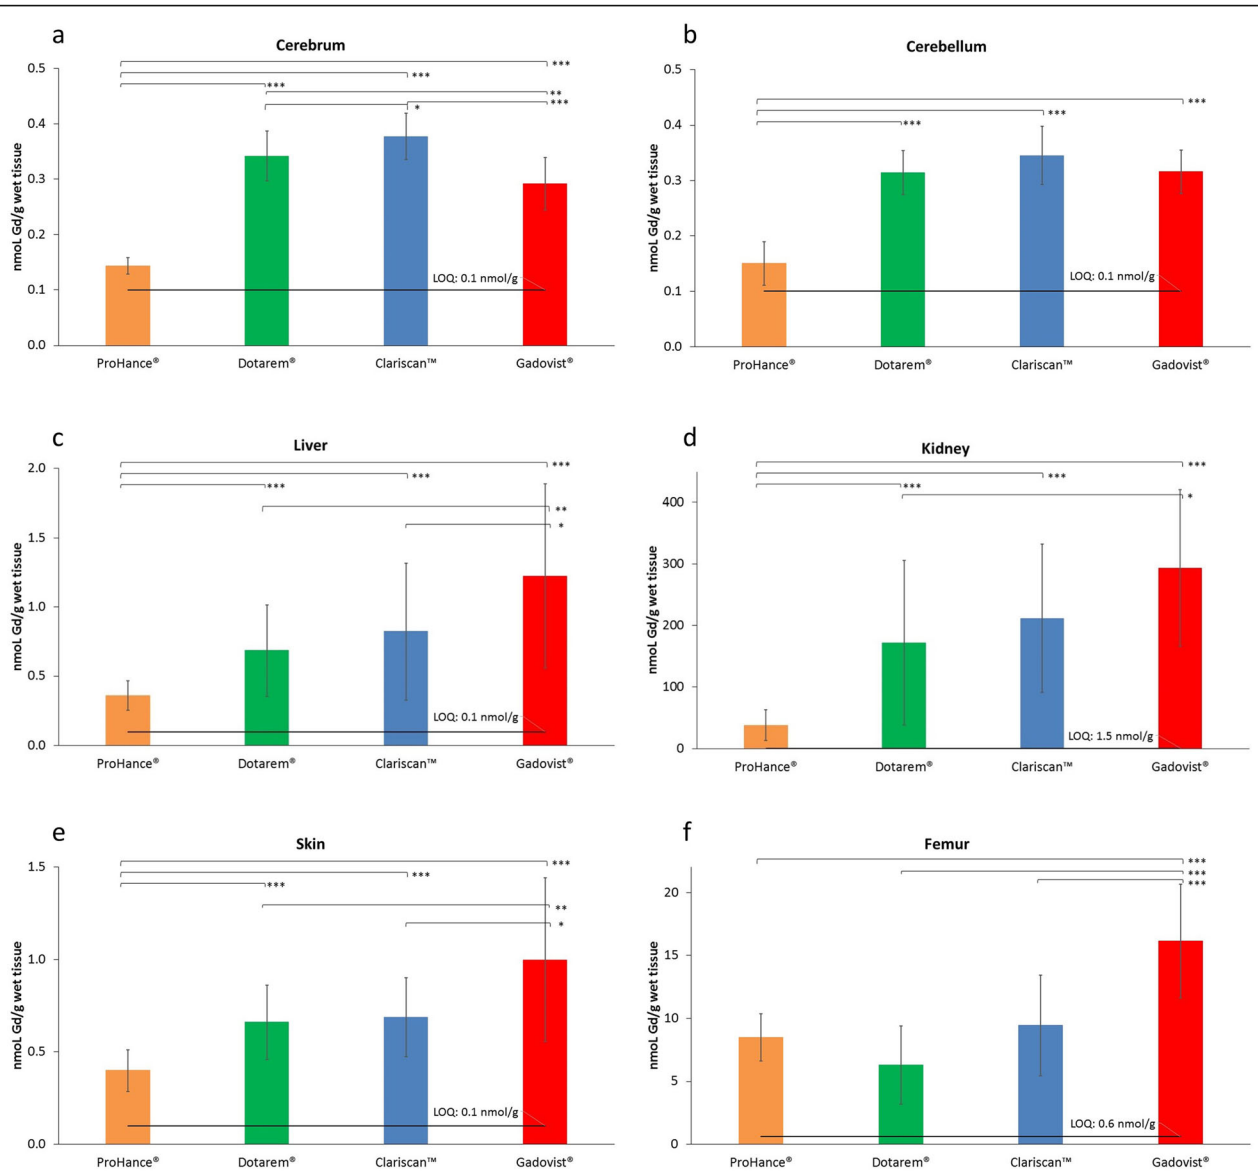 a
Cerebrum
nmoL Gd/g wet tissue
0.5
0.4
0.3
0.2
0.1
0.0
***
***
***
**
***
*
LOQ: 0.1 nmol/g
ProHance® Dotarem® Clariscan™ Gadovist®
b
Cerebellum
nmoL Gd/g wet tissue
0.5
0.4
0.3
0.2
0.1
0.0
***
***
***
LOQ: 0.1 nmol/g
ProHance® Dotarem® Clariscan™ Gadovist®
c
Liver
nmoL Gd/g wet tissue
2.0
1.5
1.0
0.5
0.0
***
***
***
**
*
LOQ: 0.1 nmol/g
ProHance® Dotarem® Clariscan™ Gadovist®
d
Kidney
nmoL Gd/g wet tissue
400
300
200
100
0
***
***
***
*
LOQ: 1.5 nmol/g
ProHance® Dotarem® Clariscan™ Gadovist®
e
Skin
nmoL Gd/g wet tissue
1.5
1.0
0.5
0.0
***
***
***
**
*
LOQ: 0.1 nmol/g
ProHance® Dotarem® Clariscan™ Gadovist®
f
Femur
nmoL Gd/g wet tissue
20
15
10
5
0
***
***
***
LOQ: 0.6 nmol/g
ProHance® Dotarem® Clariscan™ Gadovist®